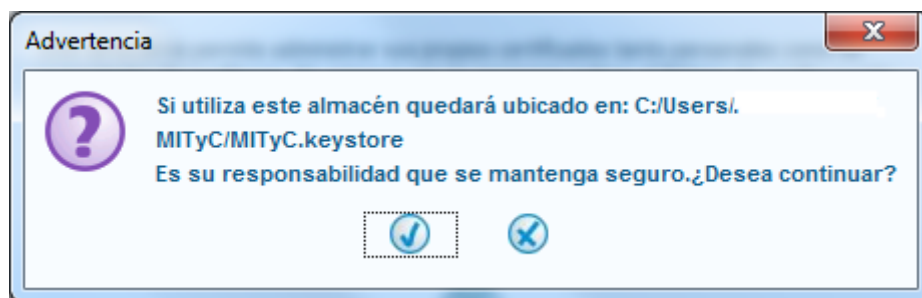 Advertencia
Si utiliza este almacén quedará ubicado en: C:/Users/.
MITyC/MITyC.keystore
Es su responsabilidad que se mantenga seguro.¿Desea continuar?